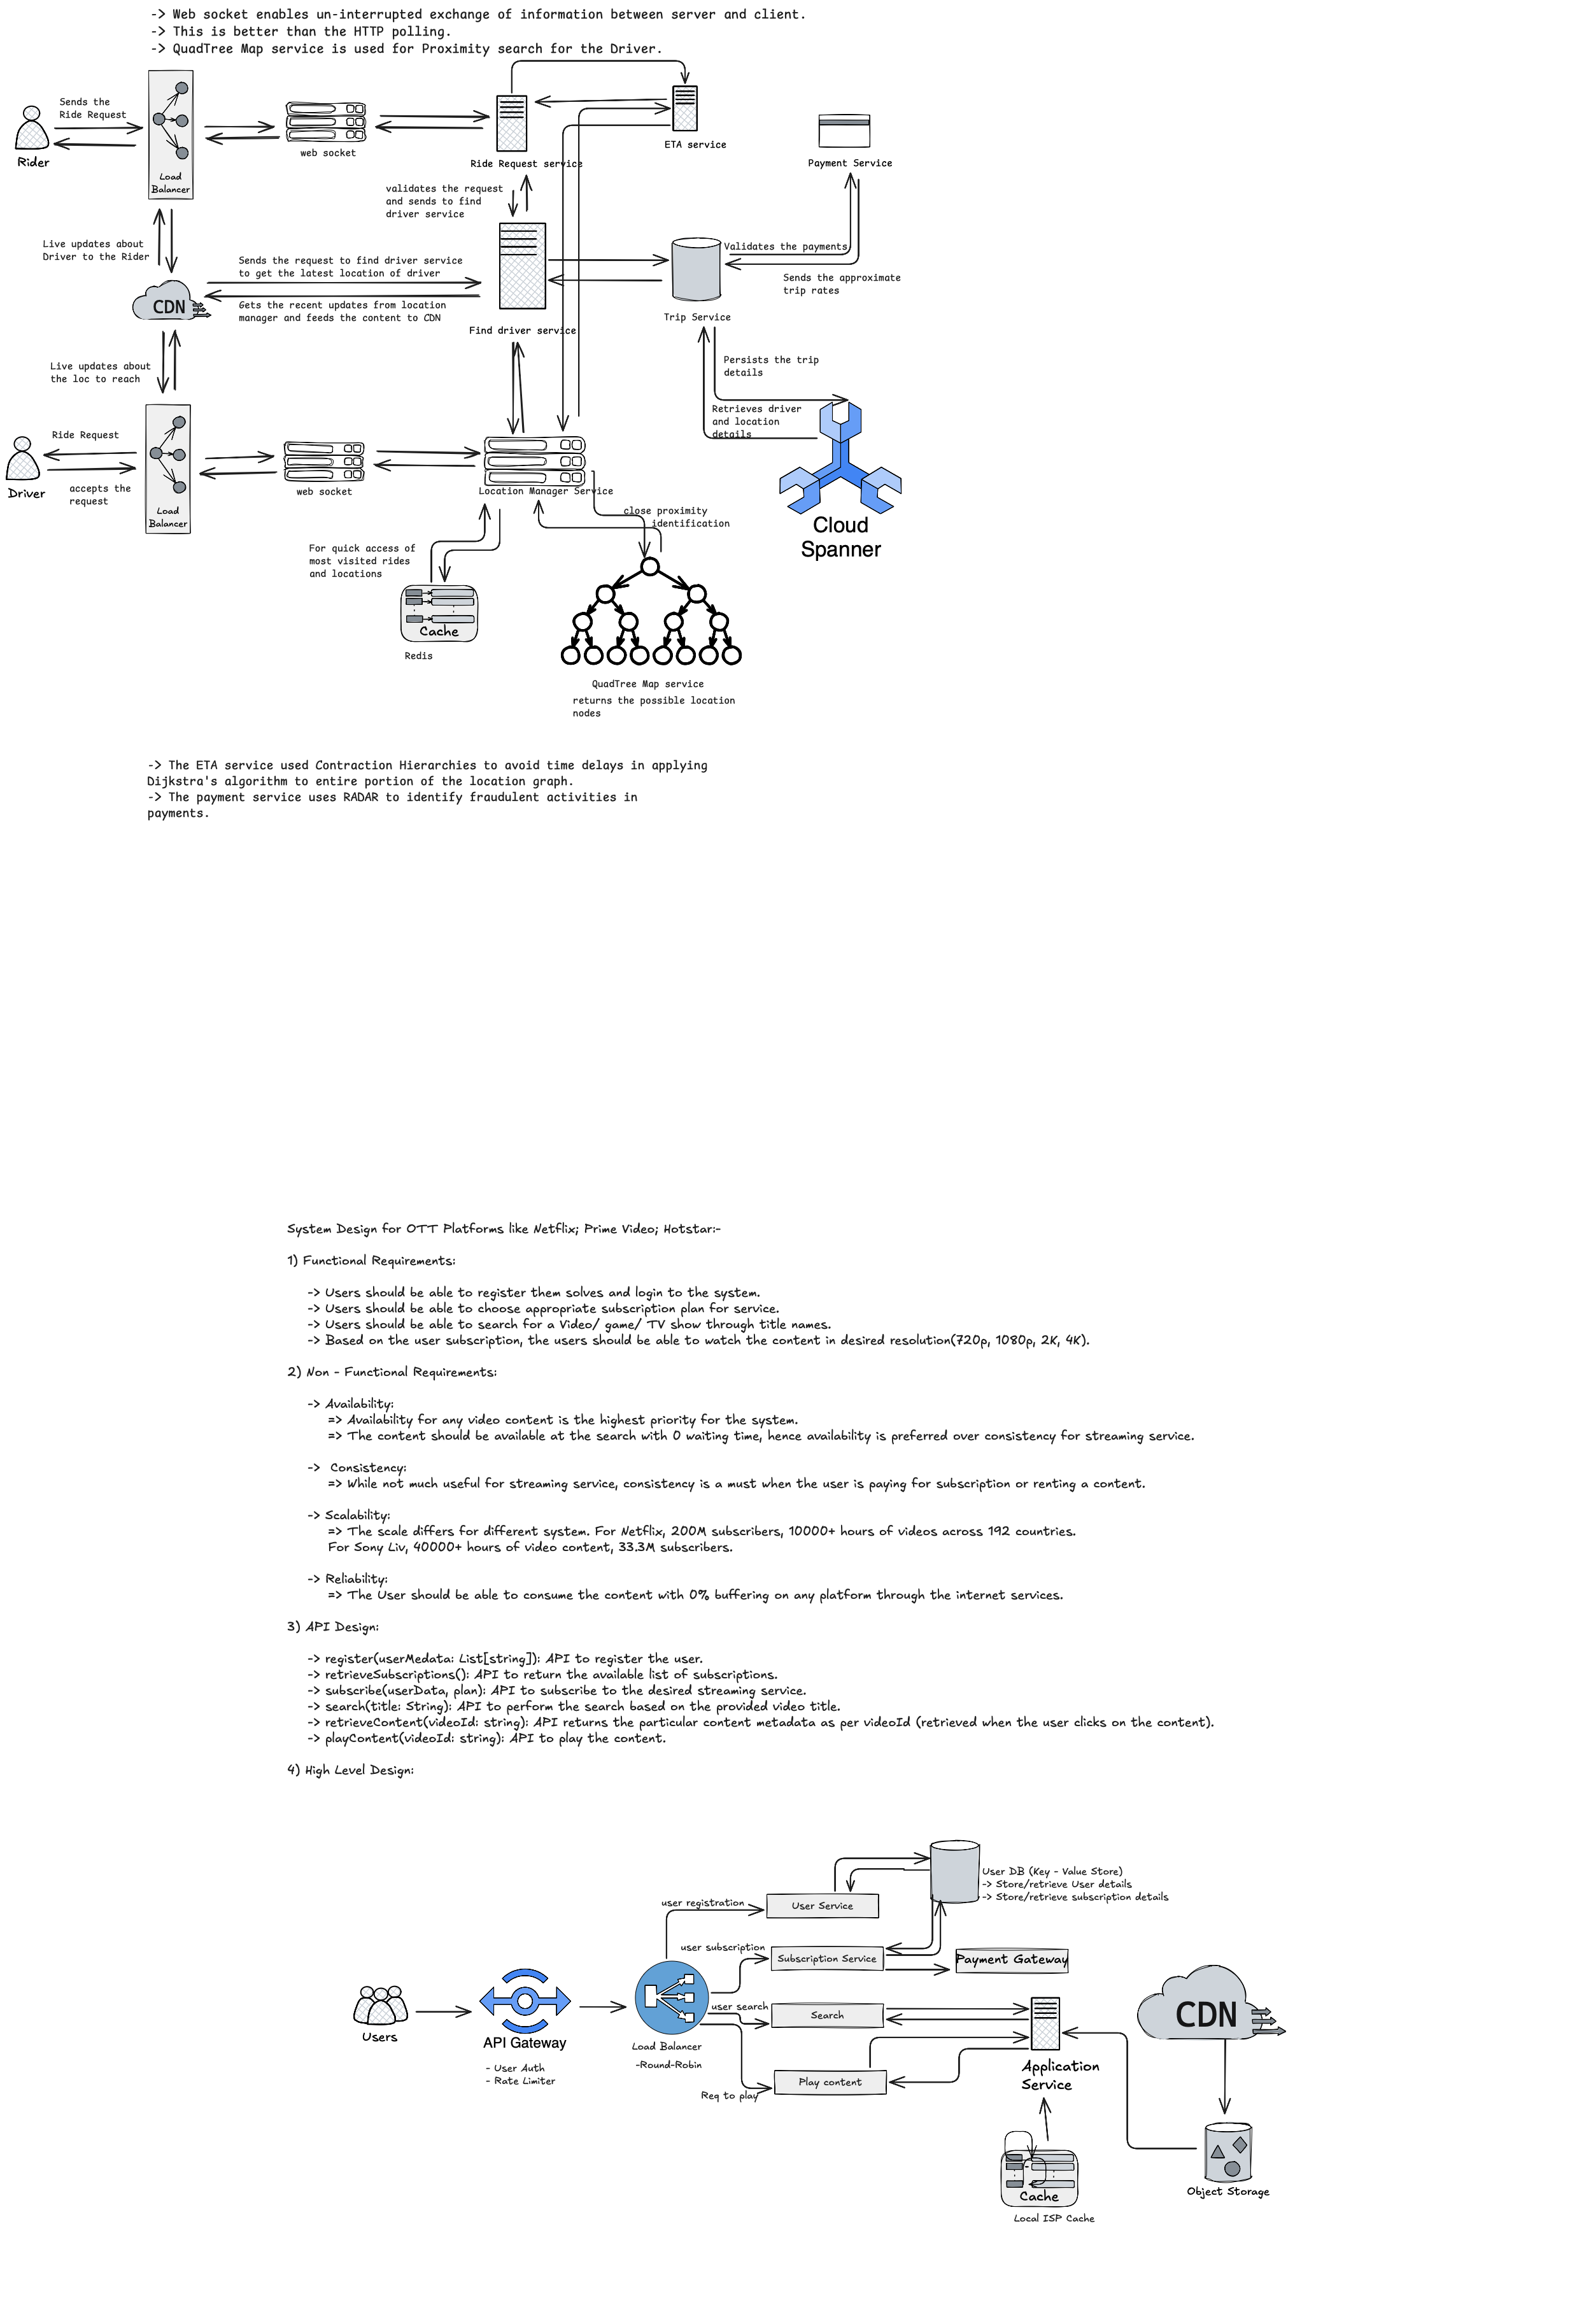 -> Web socket enables un-interrupted exchange of information between server and client.
-> This is better than the HTTP polling.
-> QuadTree Map service is used for Proximity search for the Driver.
Sends the
Ride Request
Rider
Load
Balancer
web socket
Ride Request service
ETA service
Payment Service
validates the request
and sends to find
driver service
Live updates about
Driver to the Rider
Sends the request to find driver service
to get the latest location of driver
CDN
Gets the recent updates from location
manager and feeds the content to CDN
Find driver service
Validates the payments
Sends the approximate
trip rates
Trip Service
Persists the trip
details
Live updates about
the loc to reach
Retrieves driver
and location
details
Ride Request
Driver
accepts the
request
Load
Balancer
web socket
Location Manager Service
close proximity
identification
Cloud
Spanner
For quick access of
most visited rides
and locations
Cache
Redis
QuadTree Map service
returns the possible location
nodes
-> The ETA service used Contraction Hierarchies to avoid time delays in applying
Dijkstra's algorithm to entire portion of the location graph.
-> The payment service uses RADAR to identify fraudulent activities in
payments.
System Design for OTT Platforms like Netflix; Prime Video; Hotstar:-
1) Functional Requirements:
-> Users should be able to register them solves and login to the system.
-> Users should be able to choose appropriate subscription plan for service.
-> Users should be able to search for a Video/ game/ TV show through title names.
-> Based on the user subscription, the users should be able to watch the content in desired resolution(720p, 1080p, 2K, 4K).
2) Non - Functional Requirements:
-> Availability:
=> Availability for any video content is the highest priority for the system.
=> The content should be available at the search with 0 waiting time, hence availability is preferred over consistency for streaming service.
-> Consistency:
=> While not much useful for streaming service, consistency is a must when the user is paying for subscription or renting a content.
-> Scalability:
=> The scale differs for different system. For Netflix, 200M subscribers, 10000+ hours of videos across 192 countries.
For Sony Liv, 40000+ hours of video content, 33.3M subscribers.
-> Reliability:
=> The User should be able to consume the content with 0% buffering on any platform through the internet services.
3) API Design:
-> register(userMedata: List[string]): API to register the user.
-> retrieveSubscriptions(): API to return the available list of subscriptions.
-> subscribe(userData, plan): API to subscribe to the desired streaming service.
-> search(title: String): API to perform the search based on the provided video title.
-> retrieveContent(videoId: string): API returns the particular content metadata as per videoId (retrieved when the user clicks on the content).
-> playContent(videoId: string): API to play the content.
4) High Level Design:
User DB (Key - Value Store)
-> Store/retrieve User details
-> Store/retrieve subscription details
user registration
User Service
user subscription
Subscription Service
Payment Gateway
user search
Search
Users
API Gateway
- User Auth
- Rate Limiter
Load Balancer
-Round-Robin
Req to play
Play content
Application
Service
CDN
Cache
Local ISP Cache
Object Storage